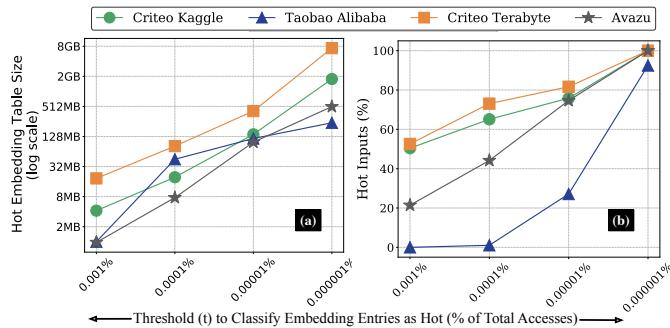 Criteo Kaggle Taobao Alibaba Criteo Terabyte Avazu
Hot Embedding Table Size
(log scale)
8GB
2GB
512MB
128MB
32MB
8MB
2MB
(a)
0.001%
0.0001%
0.00001%
0.000001%
Hot Inputs (%)
100
80
60
40
20
0
(b)
0.001%
0.0001%
0.00001%
0.000001%
Threshold (t) to Classify Embedding Entries as Hot (% of Total Accesses)